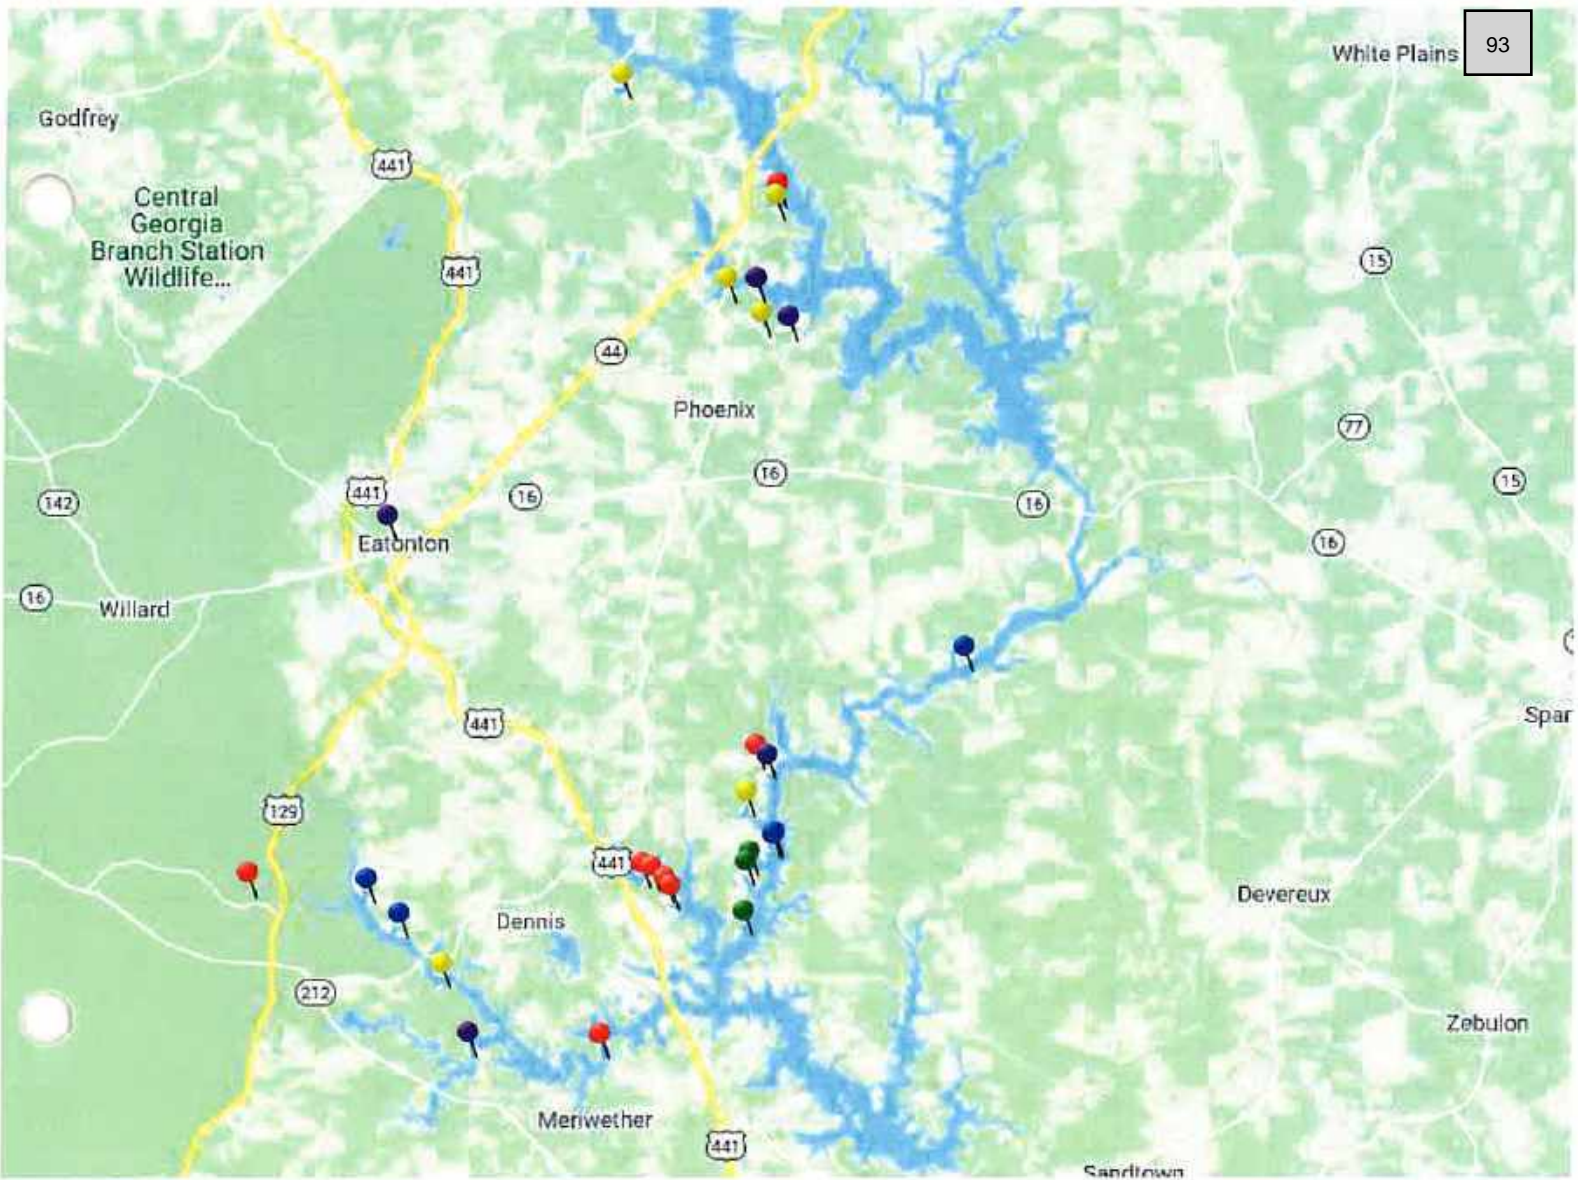 White Plains
93
Godfrey
441
Central
Georgia
Branch Station
Wildlife...
441
15
44
Phoenix
77
16
441
16
16
15
142
Eatonton
16
16
Willard
441
Spar
129
441
Devereux
Dennis
212
Zebulon
Meriwether
441
Sandtown